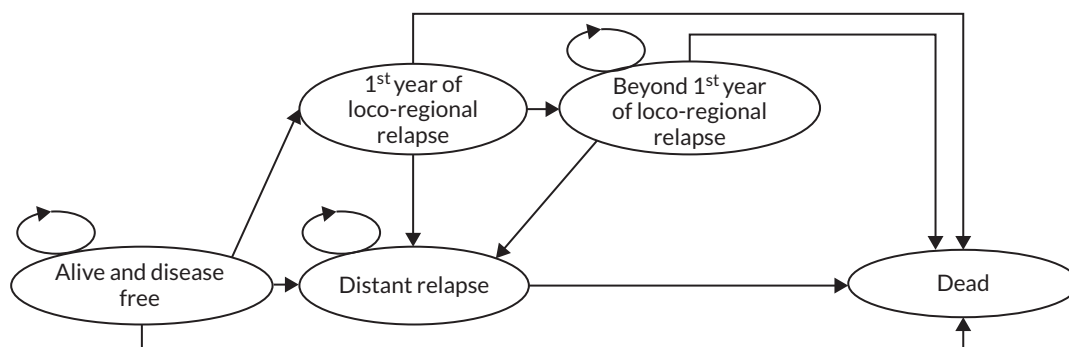 1st year of
loco-regional
relapse
Beyond 1st year
of loco-regional
relapse
Alive and disease
free
Distant relapse
Dead